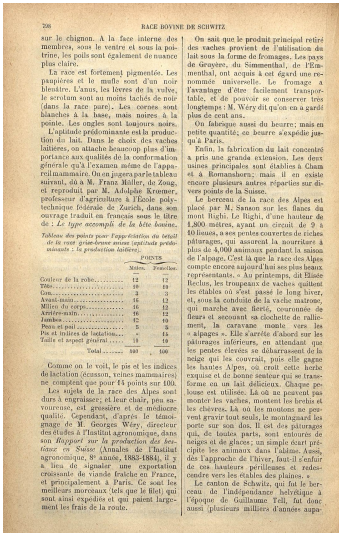 796
RACE BOVINE DE SCHWITZ
sur le chignon. A la face interne des
membres, sous le ventre et sous la poi-
trine, les poils sont également de nuance
plus claire.
La race est fortement pigmentée. Les
paupières et le mufle sont d'un noir
bleuâtre. L'anus, les lèvres de la vulve,
le scrotum sont au moins tachés de noir
(dans la race pure). Les cornes sont
blanches à la base, mais noires à la
pointe. Les ongles sont toujours noirs.
L'aptitude prédominante est la produc-
tion du lait. Dans le choix des vaches
laitières, on attache beaucoup plus d'im-
portance aux qualités de la conformation
générale qu'à l'examen même de l'appa-
reil mammaire. On en jugera par le tableau
suivant, dû à M. Franz Müller, de Zoug,
et reproduit par M. Adolphe Kraemer,
professeur d'agriculture à l'École poly-
technique fédérale de Zurich, dans son
ouvrage traduit en français sous le titre
de : Le type accompli de la bête bovine.
Tableau des points pour l'appréciation du bétail
de la race grise-brune suisse (aptitude prédo-
minante : la production laitière).
POINTS
Mâles. Femelles.
Couleur de la robe 12 12
Tête 10 10
Cou 3 3
Avant-main 16 12
Milieu du corps 16 12
Arrière-main 16 12
Jambes
Peau et poil
Pis et indices de lactation
Taille et aspect général
Total 100 100
Comme on le voit, le pis et les indices
de lactation (écusson, veines mammaires)
ne comptent que pour 14 points sur 100.
Les sujets de la race des Alpes sont
durs à engraisser; et leur chair, peu sa-
voureuse, est grossière et de médiocre
qualité. Cependant, d'après le témoi-
gnage de M. Georges Wéry, directeur
des études à l'Institut agronomique, dans
son Rapport sur la production des bes-
tiaux en Suisse (Annales de l'Institut
agronomique, 8e année, 1883-1884), il y
a lieu de signaler une exportation
croissante de viande fraîche en France,
et principalement à Paris. Ce sont les
meilleurs morceaux (tels que le filet) qui
sont ainsi expédiés et qui paient large-
ment les frais de la route.
On sait que le produit principal retiré
des vaches provient de l'utilisation du
lait sous la forme de fromages. Les pays
de Gruyère, du Simmenthal, de l'Em-
menthal, ont acquis à cet égard une re-
nommée universelle. Le fromage a
l'avantage d'être facilement transpor-
table, et de pouvoir se conserver très
longtemps : M. Wéry dit qu'on en a gardé
plus de cent ans.
On fabrique aussi du beurre; mais en
petite quantité; ce beurre s'expédie jus-
qu'à Paris.
Enfin, la fabrication du lait concentré
a pris une grande extension. Les deux
usines principales sont établies à Cham
et à Romanshorn; mais il en existe
encore plusieurs autres réparties sur di-
vers points de la Suisse.
Le berceau de la race des Alpes est
placé par M. Sanson sur les flancs du
mont Righi. Le Righi, d'une hauteur de
1,800 mètres, ayant un circuit de 9 à
10 lieues, a ses pentes couvertes de riches
pâturages, qui assurent la nourriture à
plus de 4,000 animaux pendant la saison
de l'alpage. C'est là que la race des Alpes
compte encore aujourd'hui ses plus beaux
représentants. « Au printemps, dit Élisée
Reclus, les troupeaux de vaches quittent
les étables où s'est passé le long hiver,
et, sous la conduite de la vache matrone,
qui marche avec fierté, couronnée de
fleurs et secouant sa clochette de rallie-
ment, la caravane monte vers les
« alpages ». Elle s'arrête d'abord sur les
pâturages inférieurs, en attendant que
les pentes élevées se débarrassent de la
neige qui les couvrait, puis elle gagne
les hautes Alpes, où croît cette herbe
exquise et de bonne senteur qui se trans-
forme en un lait délicieux. Chaque pe-
louse est utilisée. Là où ne peuvent pas
monter les vaches, montent les brebis et
les chèvres. Là où les moutons ne peu-
vent gravir tout seuls, le montagnard les
porte sur son dos. Il est des pâturages
qui, de toutes parts, sont entourés de
neiges et de glaces; un simple écart pré-
cipite les animaux dans l'abîme. Aussi,
dès l'approche de l'hiver, faut-il s'enfuir
de ces hauteurs périlleuses et redes-
cendre vers les étables des plaines. »
Le canton de Schwitz, qui fut le ber-
ceau de l'indépendance helvétique à
l'époque de Guillaume Tell, fut donc
aussi plusieurs milliers d'années aupa-